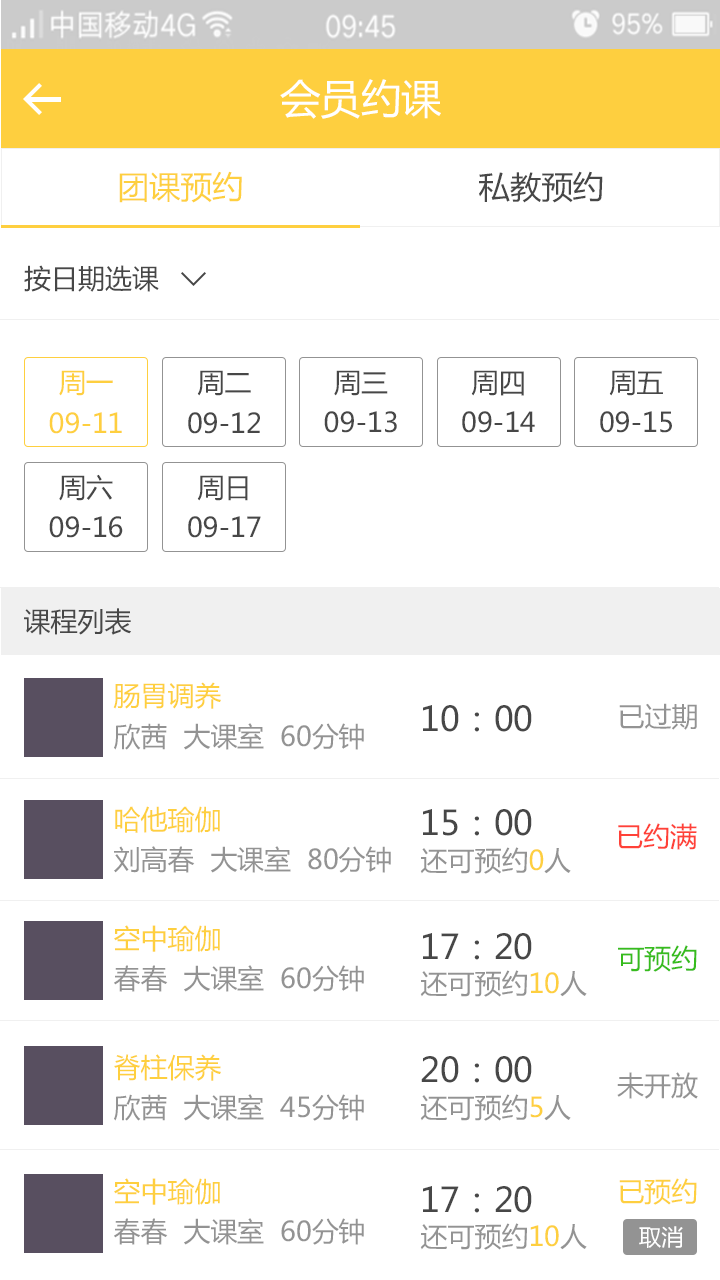 中国移动4G 09:45 95%
会员约课
团课预约 私教预约
按日期选课
周一 周二 周三 周四 周五
09-11 09-12 09-13 09-14 09-15
周六 周日
09-16 09-17
课程列表
肠胃调养
欣茜 大课室 60分钟
10：00
已过期
哈他瑜伽
刘高春 大课室 80分钟
15：00
还可预约0人
已约满
空中瑜伽
春春 大课室 60分钟
17：20
还可预约10人
可预约
脊柱保养
欣茜 大课室 45分钟
20：00
还可预约5人
未开放
空中瑜伽
春春 大课室 60分钟
17：20
还可预约10人
已预约
取消